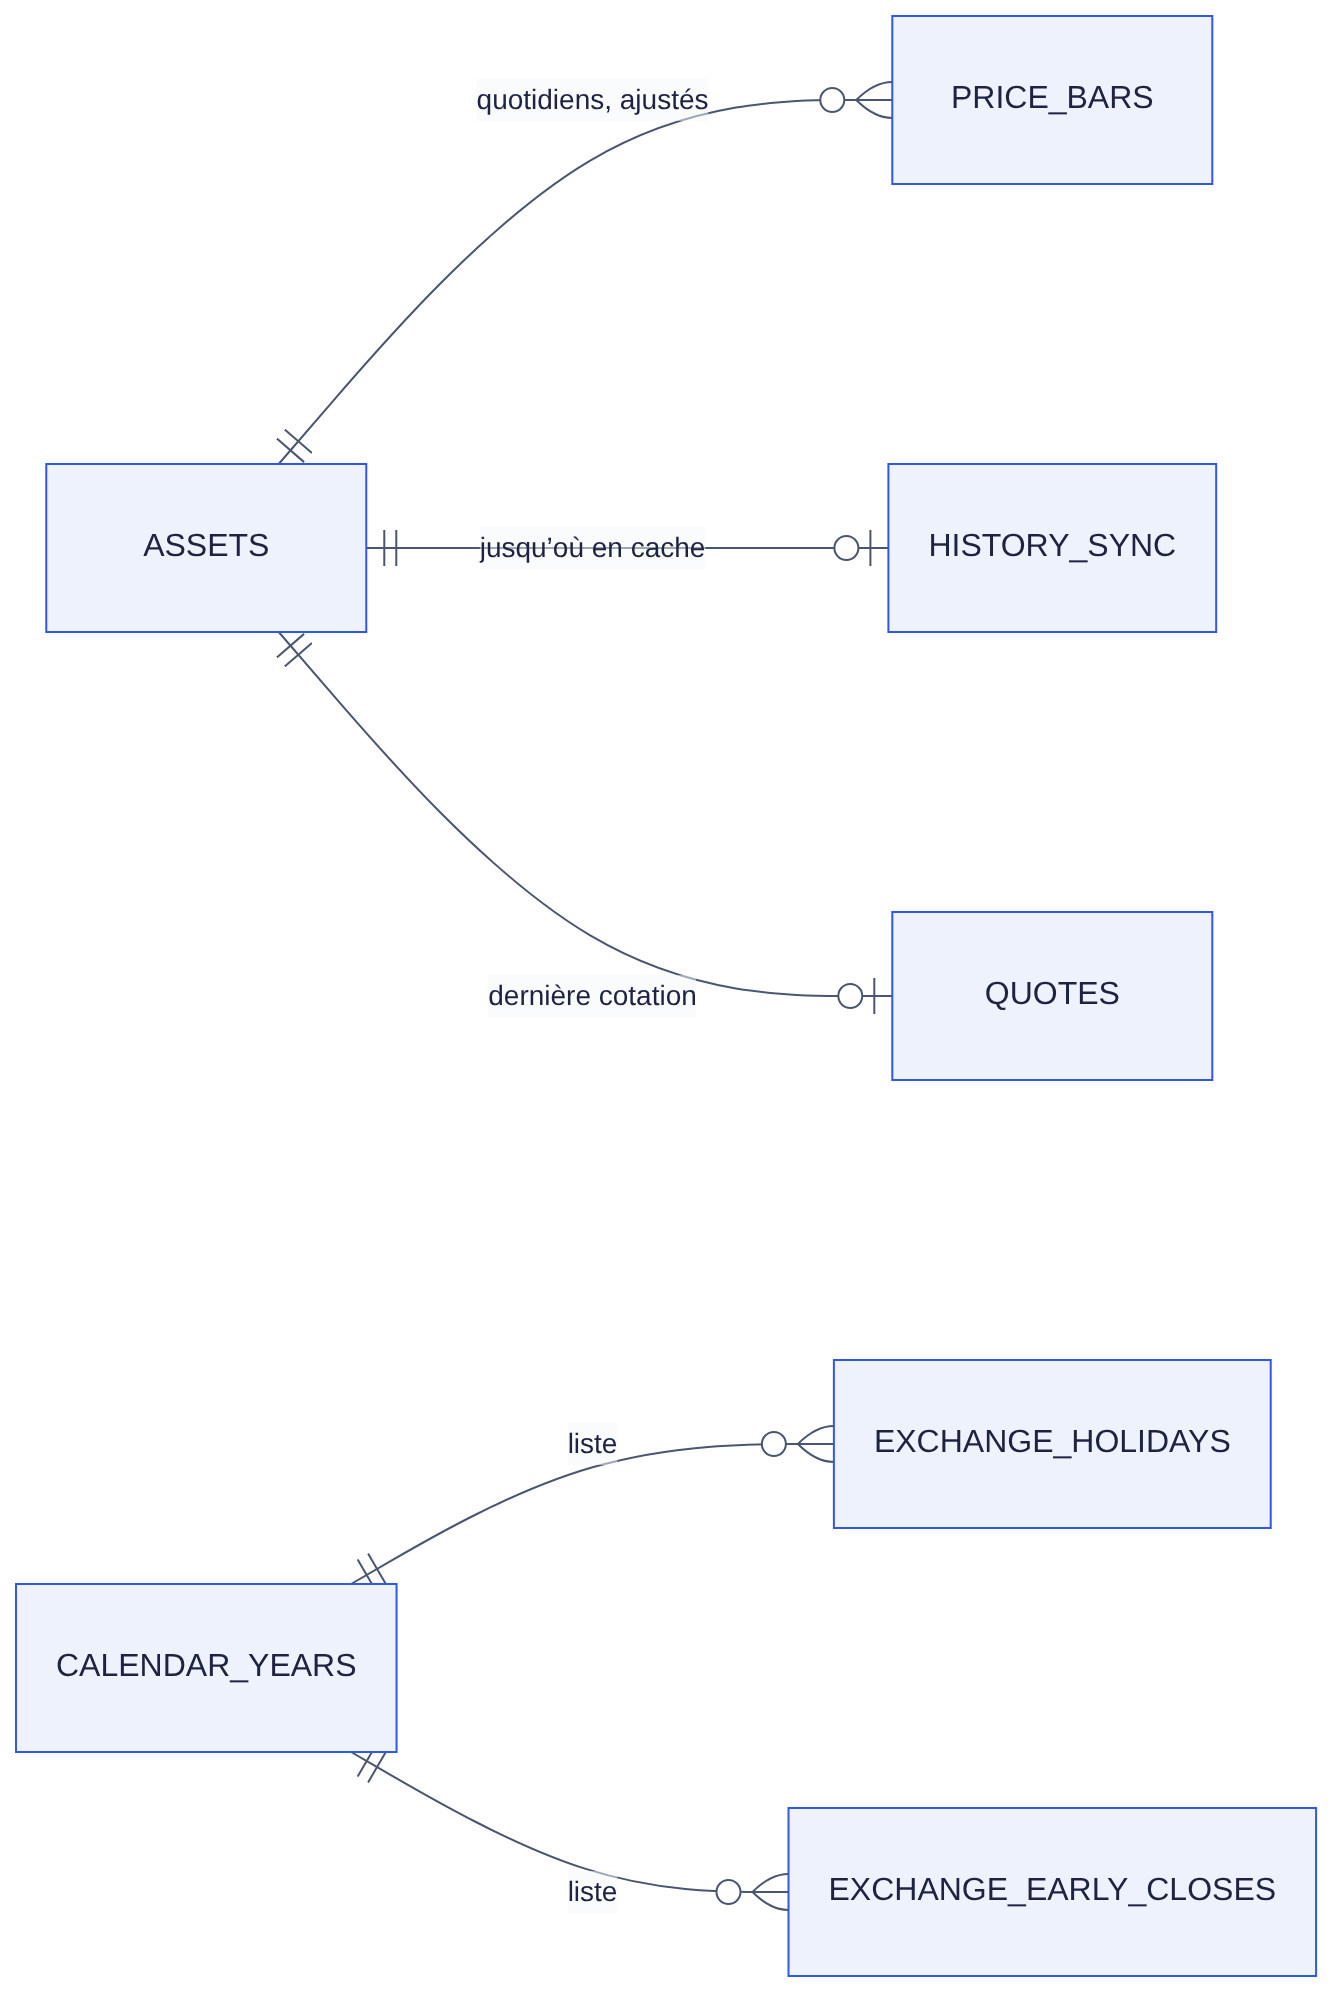 quotidiens, ajustés
PRICE_BARS
ASSETS
jusqu’où en cache
HISTORY_SYNC
dernière cotation
QUOTES
liste
EXCHANGE_HOLIDAYS
CALENDAR_YEARS
liste
EXCHANGE_EARLY_CLOSES